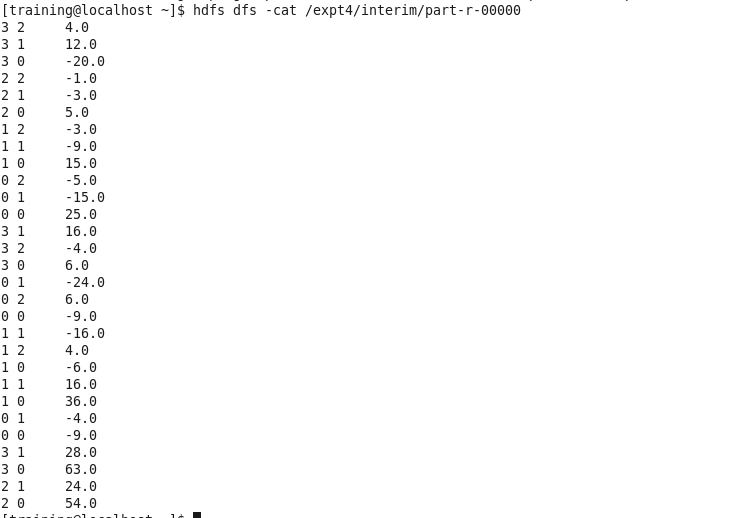 [training@localhost ~]$ hdfs dfs -cat /expt4/interim/part-r-00000
3 2 4.0
3 1 12.0
3 0 -20.0
2 2 -1.0
2 1 -3.0
2 0 5.0
1 2 -3.0
1 1 -9.0
1 0 15.0
0 2 -5.0
0 1 -15.0
0 0 25.0
3 1 16.0
3 2 -4.0
3 0 6.0
0 1 -24.0
0 2 6.0
0 0 -9.0
1 1 -16.0
1 2 4.0
1 0 -6.0
1 1 16.0
1 0 36.0
0 1 -4.0
0 0 -9.0
3 1 28.0
3 0 63.0
2 1 24.0
2 0 54.0
[training@localhost ~]$